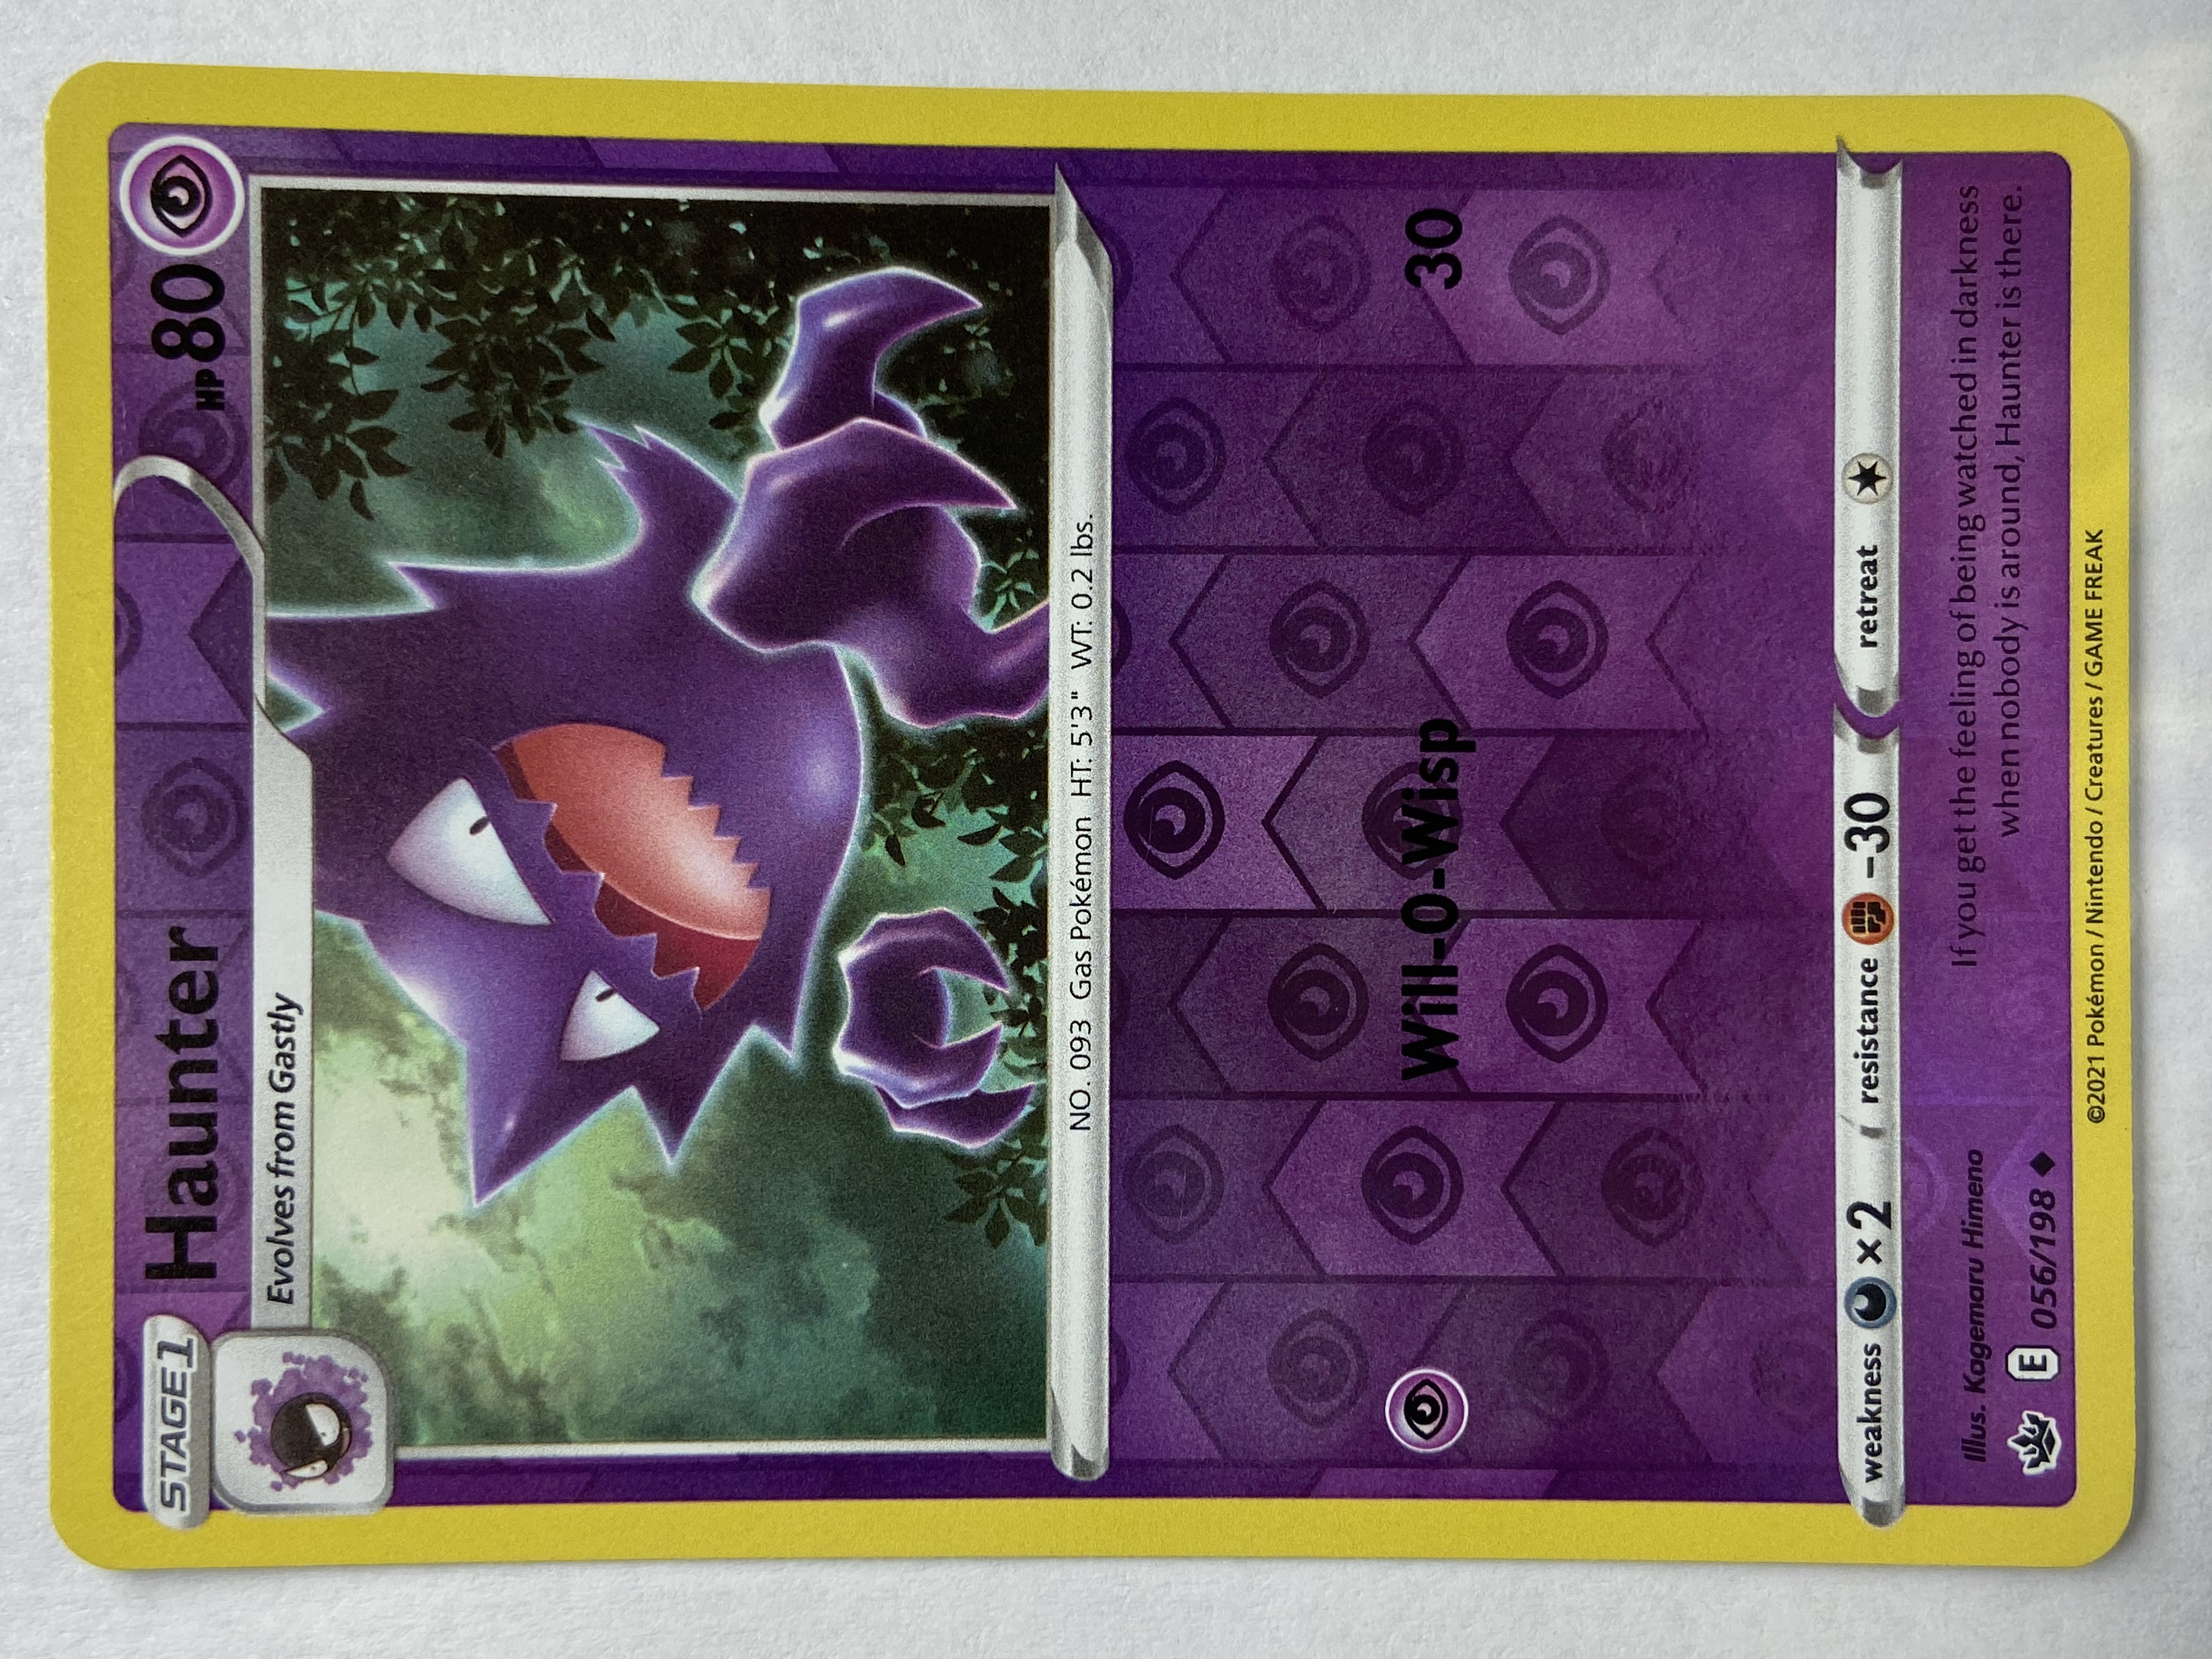 STAGE 1
Haunter
HP 80
Evolves from Gastly
NO. 093 Gas Pokémon HT: 5'3" WT: 0.2 lbs.
Will-O-Wisp 30
weakness ×2 resistance -30 retreat
Illus. Kagemaru Himeno
If you get the feeling of being watched in darkness
when nobody is around, Haunter is there.
E 056/198
©2021 Pokémon / Nintendo / Creatures / GAME FREAK